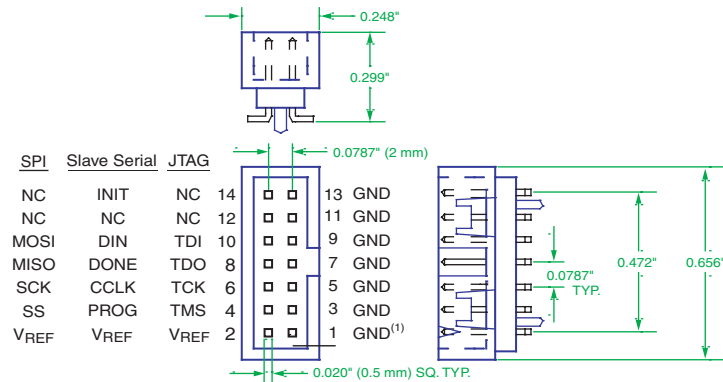 0.248"
0.299"
0.0787" (2 mm)
SPI Slave Serial JTAG
NC INIT NC 14 13 GND
NC NC NC 12 11 GND
MOSI DIN TDI 10 9 GND
MISO DONE TDO 8 7 GND
SCK CCLK TCK 6 5 GND
SS PROG TMS 4 3 GND
VREF VREF VREF 2 1 GND(1)
0.0787"
TYP.
0.472"
0.656"
0.020" (0.5 mm) SQ. TYP.